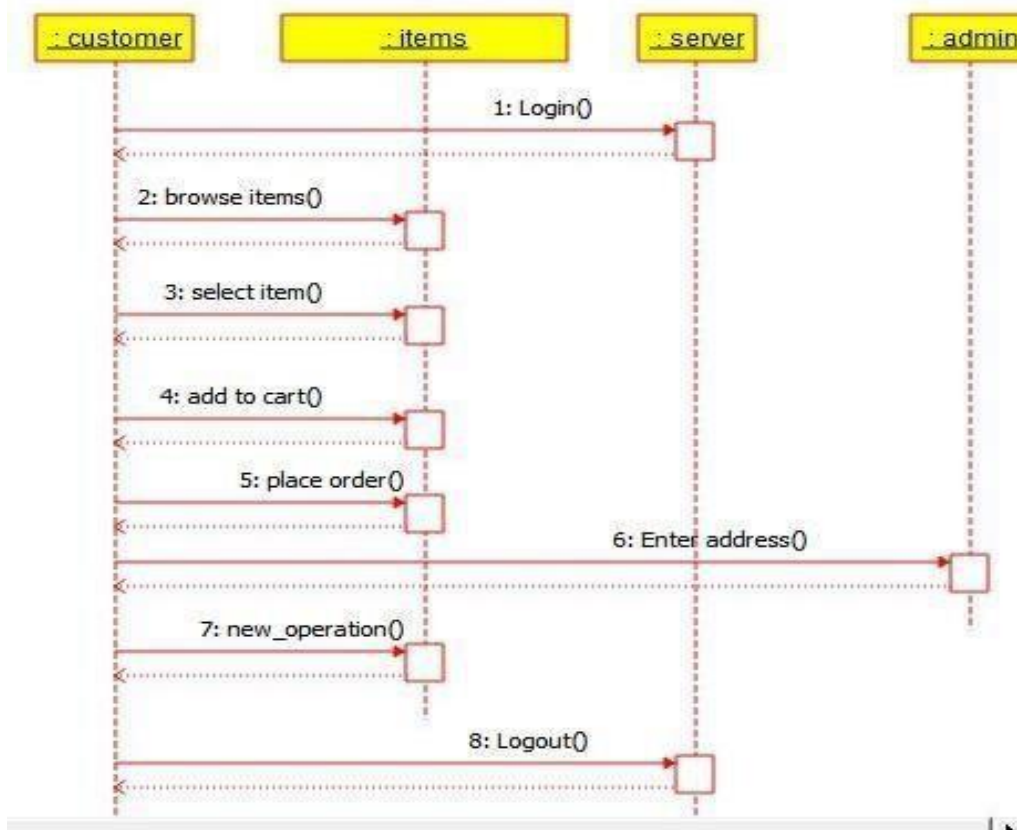 : customer
: items
: server
: admin
1: Login()
2: browse items()
3: select item()
4: add to cart()
5: place order()
6: Enter address()
7: new_operation()
8: Logout()